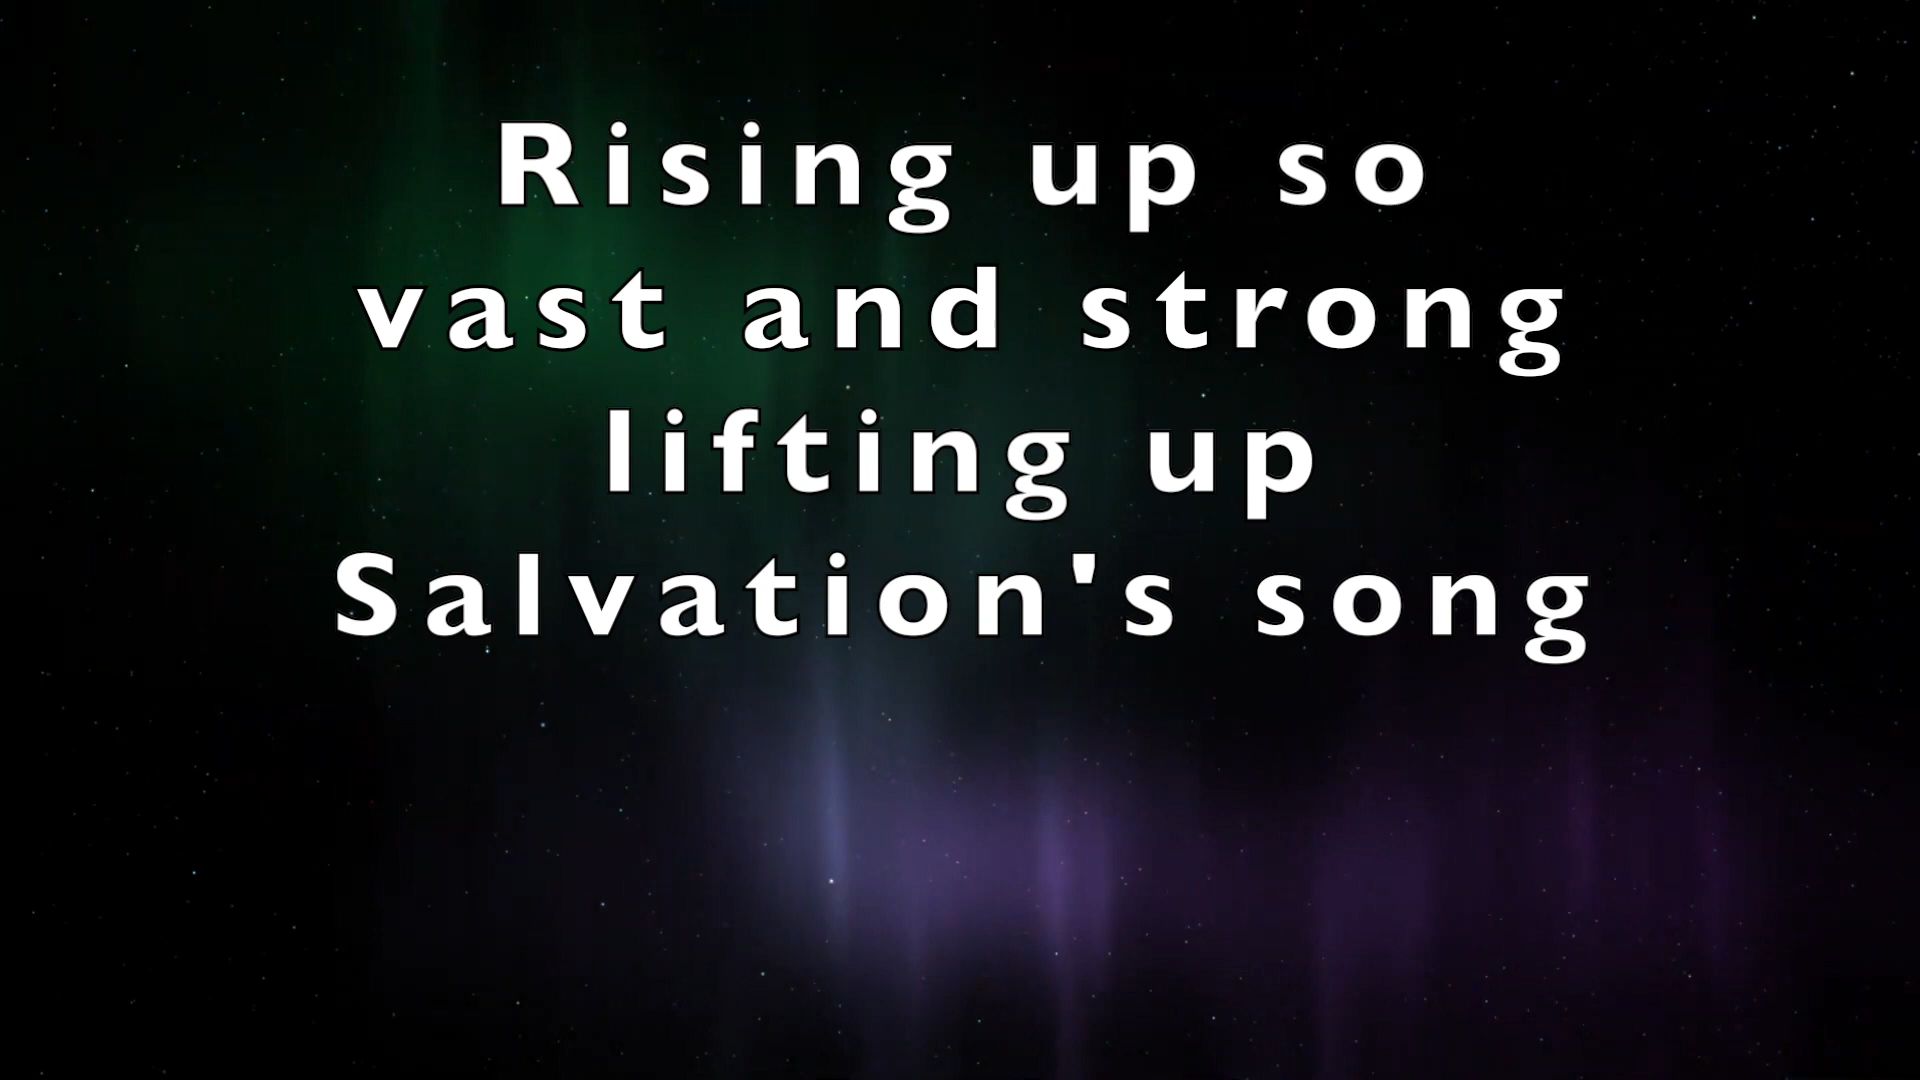 Rising up so
vast and strong
lifting up
Salvation's song